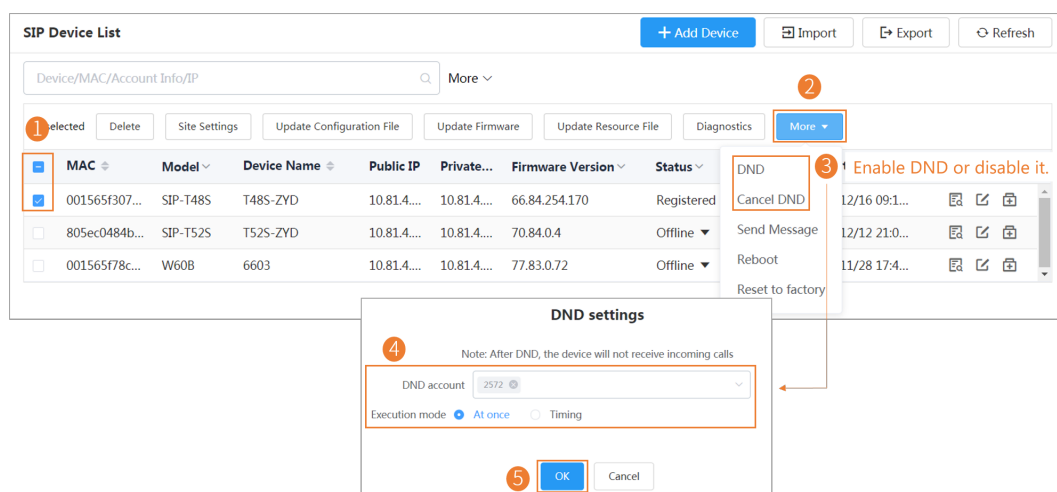 SIP Device List
Add Device
Import
Export
Refresh
Device/MAC/Account Info/IP
More
2
1
elected
Delete
Site Settings
Update Configuration File
Update Firmware
Update Resource File
Diagnostics
More
MAC
Model
Device Name
Public IP
Private...
Firmware Version
Status
DND
3
Enable DND or disable it.
001565f307...
SIP-T48S
T48S-ZYD
10.81.4....
10.81.4....
66.84.254.170
Registered
Cancel DND
12/16 09:1...
805ec0484b...
SIP-T52S
T52S-ZYD
10.81.4....
10.81.4....
70.84.0.4
Offline
Send Message
12/12 21:0...
001565f78c...
W60B
6603
10.81.4....
10.81.4....
77.83.0.72
Offline
Reboot
11/28 17:4...
Reset to factory
DND settings
4
Note: After DND, the device will not receive incoming calls
DND account
2572
Execution mode
At once
Timing
5
OK
Cancel